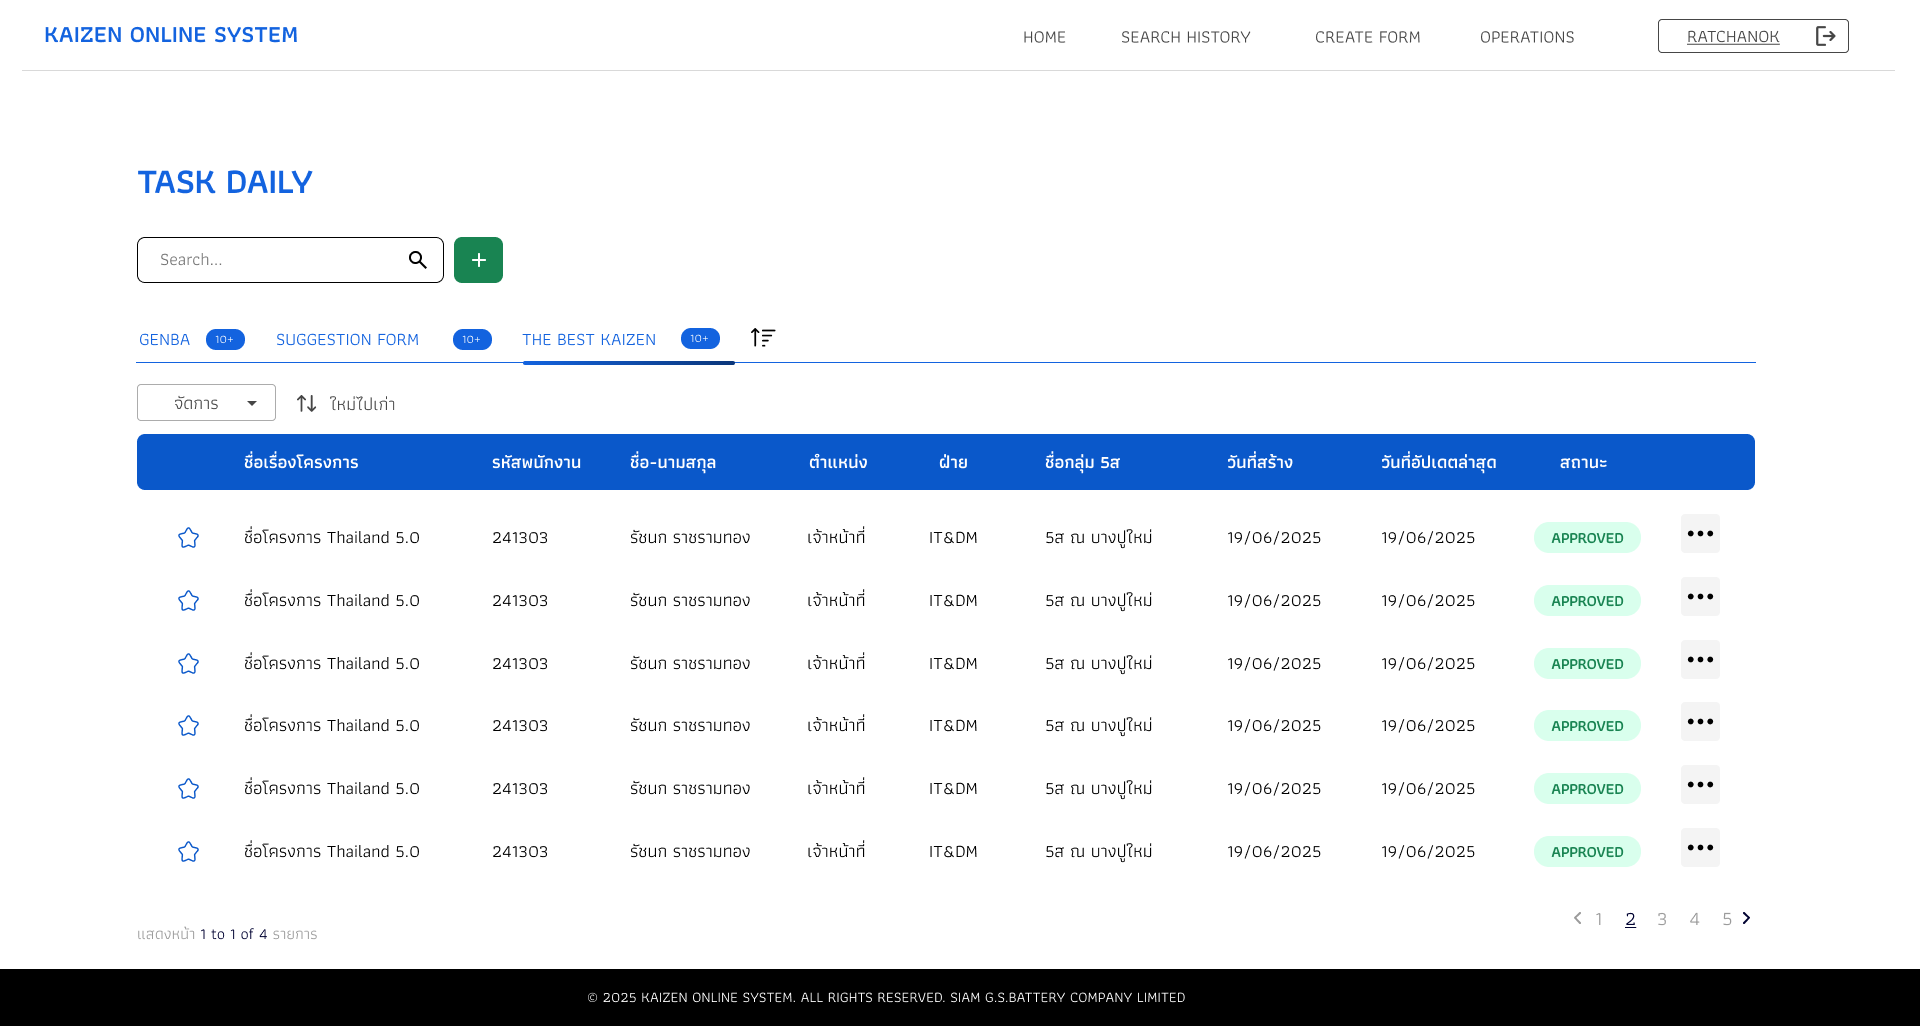 KAIZEN ONLINE SYSTEM HOME SEARCH HISTORY CREATE FORM OPERATIONS RATCHANOK
TASK DAILY
Search...
GENBA 10+ SUGGESTION FORM 10+ THE BEST KAIZEN 10+
จัดการ ใหม่ไปเก่า
ชื่อเรื่องโครงการ รหัสพนักงาน ชื่อ-นามสกุล ตำแหน่ง ฝ่าย ชื่อกลุ่ม 5ส วันที่สร้าง วันที่อัปเดตล่าสุด สถานะ
ชื่อโครงการ Thailand 5.0 241303 รัชนก ราชรามทอง เจ้าหน้าที่ IT&DM 5ส ณ บางปูใหม่ 19/06/2025 19/06/2025 APPROVED
ชื่อโครงการ Thailand 5.0 241303 รัชนก ราชรามทอง เจ้าหน้าที่ IT&DM 5ส ณ บางปูใหม่ 19/06/2025 19/06/2025 APPROVED
ชื่อโครงการ Thailand 5.0 241303 รัชนก ราชรามทอง เจ้าหน้าที่ IT&DM 5ส ณ บางปูใหม่ 19/06/2025 19/06/2025 APPROVED
ชื่อโครงการ Thailand 5.0 241303 รัชนก ราชรามทอง เจ้าหน้าที่ IT&DM 5ส ณ บางปูใหม่ 19/06/2025 19/06/2025 APPROVED
ชื่อโครงการ Thailand 5.0 241303 รัชนก ราชรามทอง เจ้าหน้าที่ IT&DM 5ส ณ บางปูใหม่ 19/06/2025 19/06/2025 APPROVED
ชื่อโครงการ Thailand 5.0 241303 รัชนก ราชรามทอง เจ้าหน้าที่ IT&DM 5ส ณ บางปูใหม่ 19/06/2025 19/06/2025 APPROVED
1 2 3 4 5
แสดงหน้า 1 to 1 of 4 รายการ
© 2025 KAIZEN ONLINE SYSTEM. ALL RIGHTS RESERVED. SIAM G.S.BATTERY COMPANY LIMITED